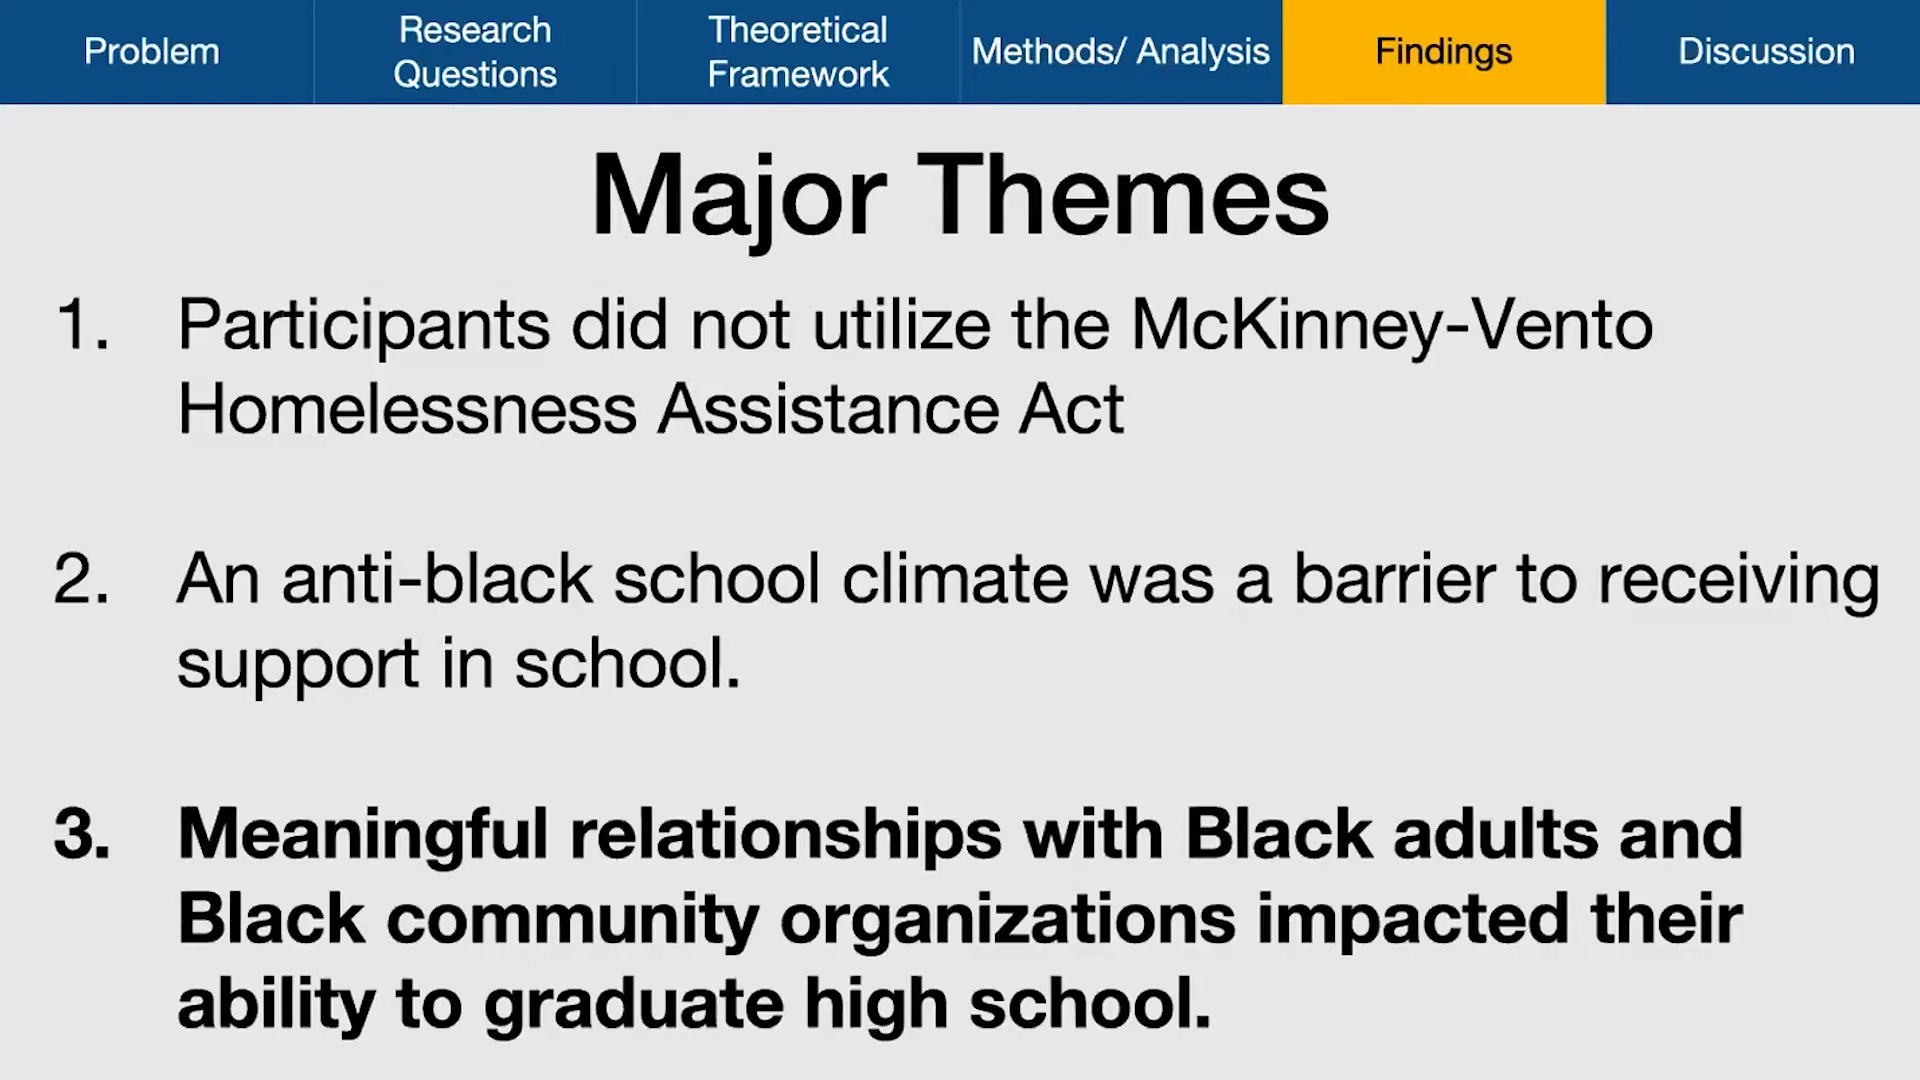 Problem
Research
Questions
Theoretical
Framework
Methods/ Analysis
Findings
Discussion
Major Themes
1. Participants did not utilize the McKinney-Vento
Homelessness Assistance Act
2. An anti-black school climate was a barrier to receiving
support in school.
3. Meaningful relationships with Black adults and
Black community organizations impacted their
ability to graduate high school.